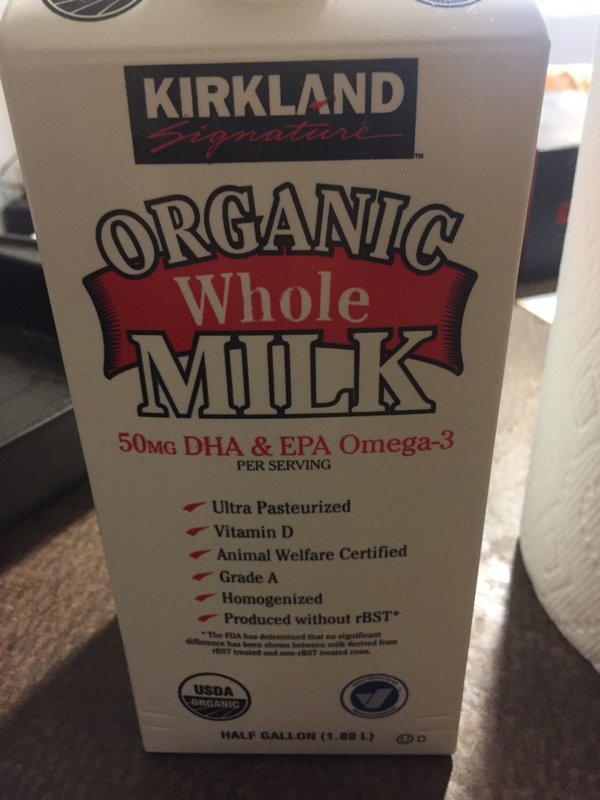 KIRKLAND
Signature™
ORGANIC
Whole
MILK
50MG DHA & EPA Omega-3
PER SERVING
Ultra Pasteurized
Vitamin D
Animal Welfare Certified
Grade A
Homogenized
Produced without rBST*
* The FDA has determined that no significant
difference has been shown between milk derived from
rBST treated and non-rBST treated cows.
USDA
ORGANIC
HALF GALLON (1.89 L)
U D